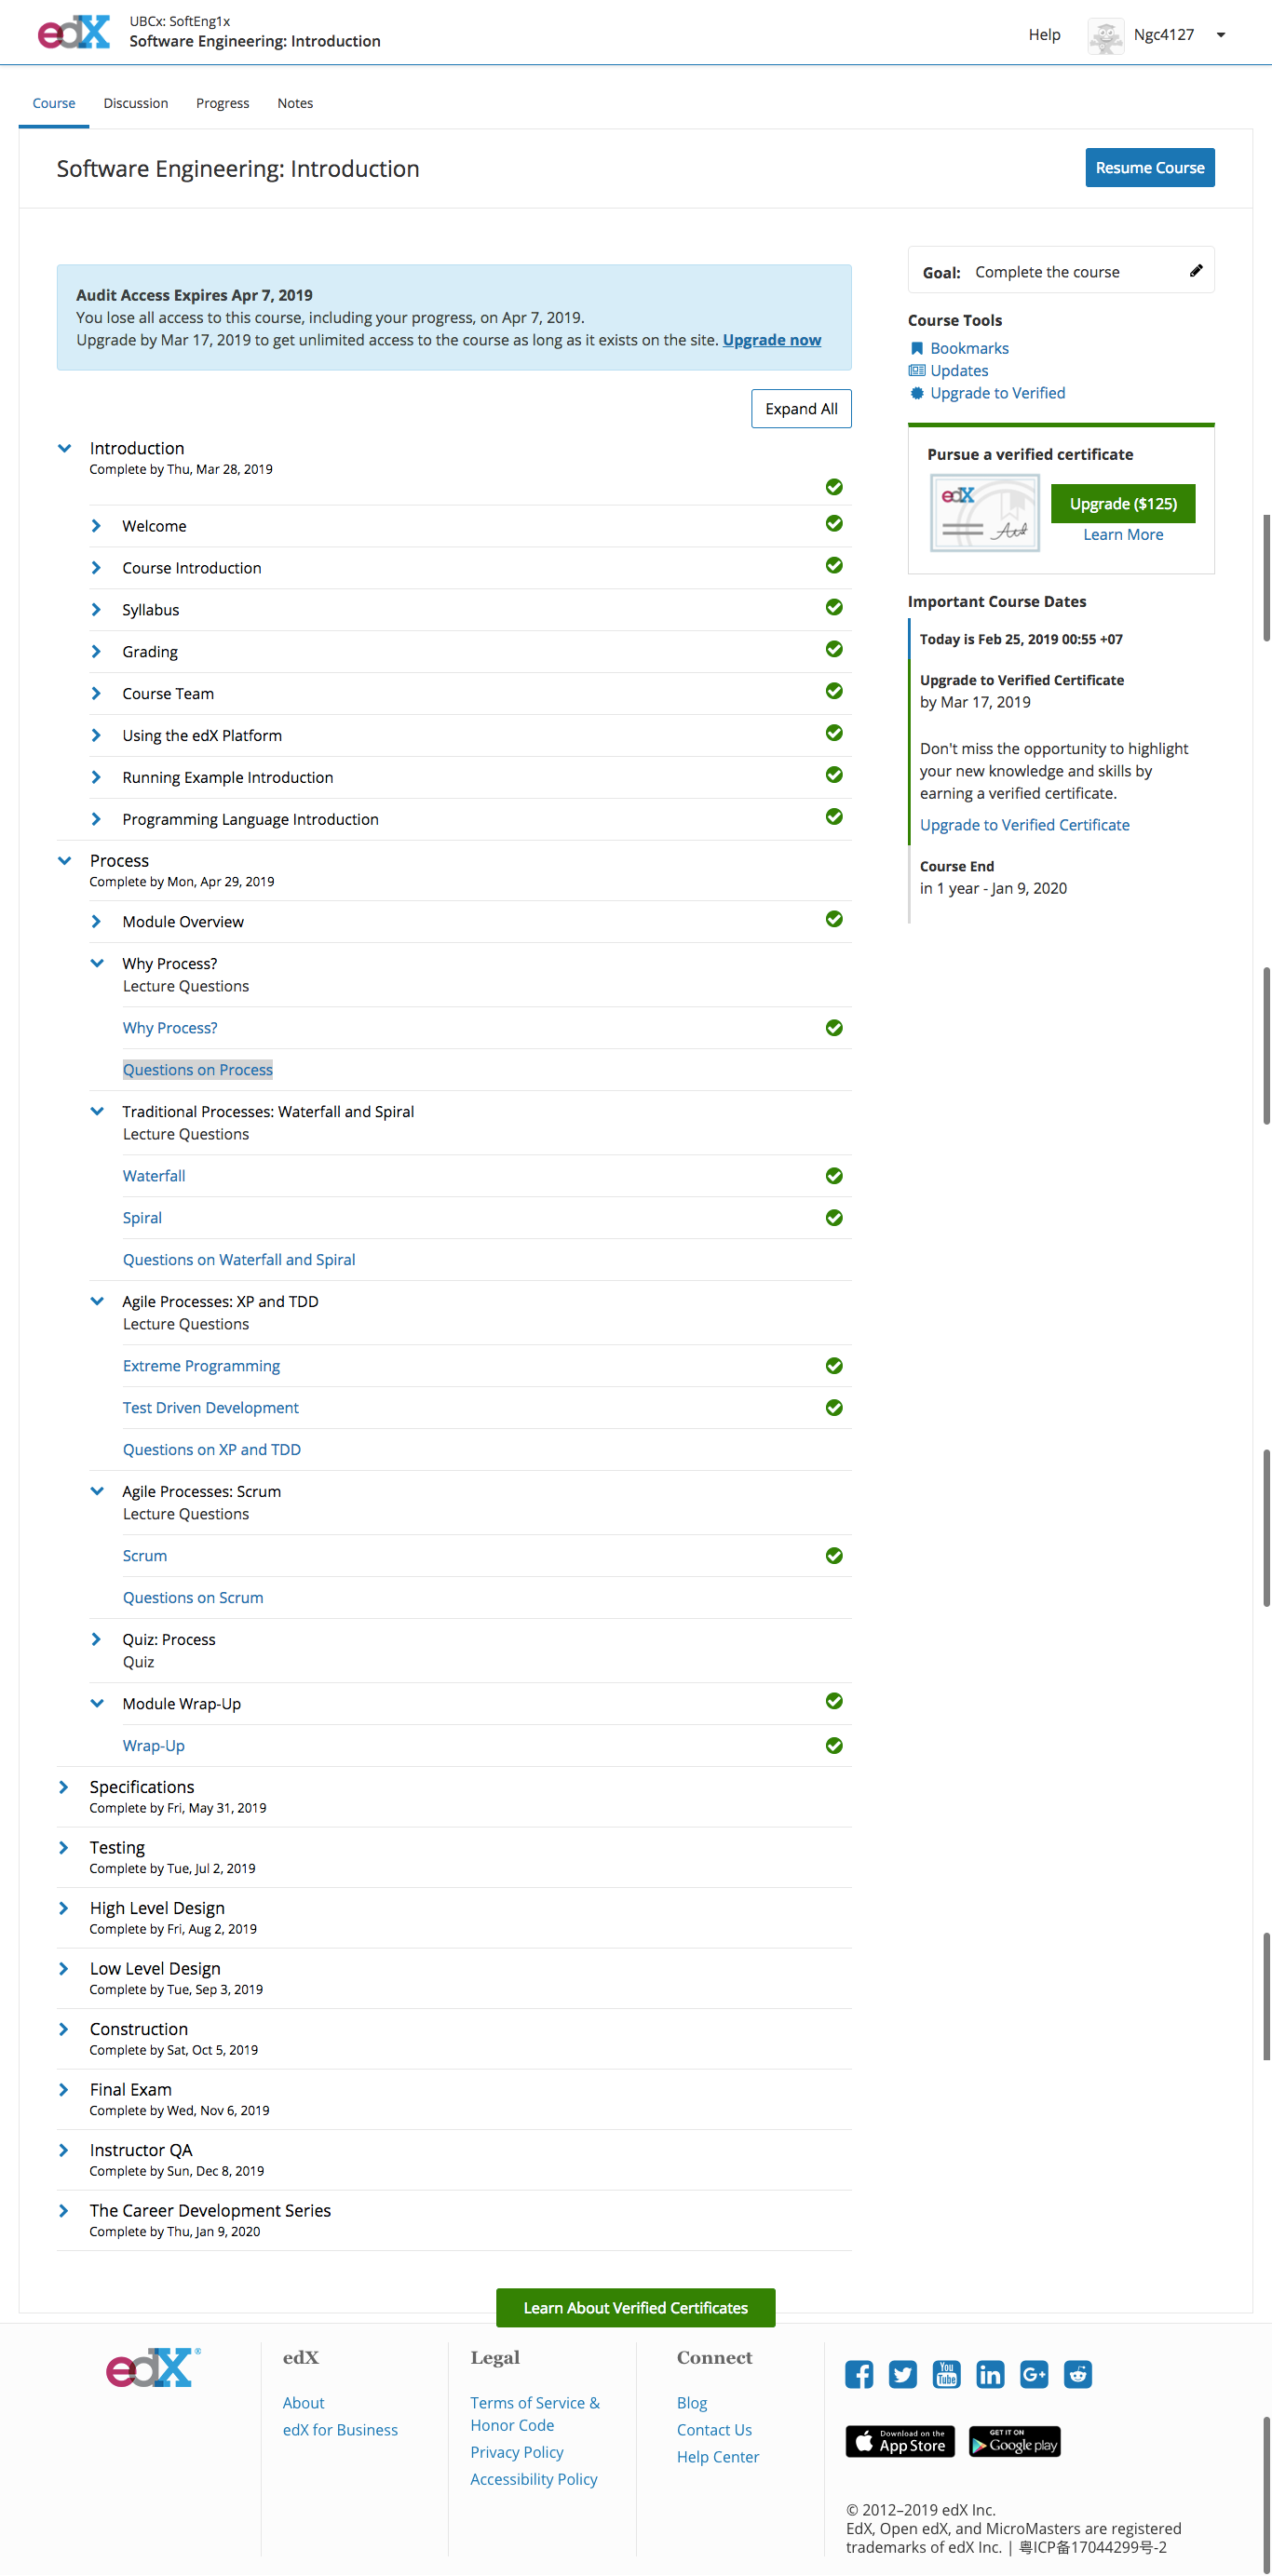 edX
UBCx: SoftEng1x
Software Engineering: Introduction
Help
Ngc4127
Course
Discussion
Progress
Notes
Software Engineering: Introduction
Resume Course
Audit Access Expires Apr 7, 2019
You lose all access to this course, including your progress, on Apr 7, 2019.
Upgrade by Mar 17, 2019 to get unlimited access to the course as long as it exists on the site. Upgrade now
Expand All
Introduction
Complete by Thu, Mar 28, 2019
Welcome
Course Introduction
Syllabus
Grading
Course Team
Using the edX Platform
Running Example Introduction
Programming Language Introduction
Process
Complete by Mon, Apr 29, 2019
Module Overview
Why Process?
Lecture Questions
Why Process?
Questions on Process
Traditional Processes: Waterfall and Spiral
Lecture Questions
Waterfall
Spiral
Questions on Waterfall and Spiral
Agile Processes: XP and TDD
Lecture Questions
Extreme Programming
Test Driven Development
Questions on XP and TDD
Agile Processes: Scrum
Lecture Questions
Scrum
Questions on Scrum
Quiz: Process
Quiz
Module Wrap-Up
Wrap-Up
Specifications
Complete by Fri, May 31, 2019
Testing
Complete by Tue, Jul 2, 2019
High Level Design
Complete by Fri, Aug 2, 2019
Low Level Design
Complete by Tue, Sep 3, 2019
Construction
Complete by Sat, Oct 5, 2019
Final Exam
Complete by Wed, Nov 6, 2019
Instructor QA
Complete by Sun, Dec 8, 2019
The Career Development Series
Complete by Thu, Jan 9, 2020
Goal: Complete the course
Course Tools
Bookmarks
Updates
Upgrade to Verified
Pursue a verified certificate
edX
Upgrade ($125)
Learn More
Important Course Dates
Today is Feb 25, 2019 00:55 +07
Upgrade to Verified Certificate
by Mar 17, 2019
Don't miss the opportunity to highlight
your new knowledge and skills by
earning a verified certificate.
Upgrade to Verified Certificate
Course End
in 1 year - Jan 9, 2020
Learn About Verified Certificates
edX®
edX
About
edX for Business
Legal
Terms of Service &
Honor Code
Privacy Policy
Accessibility Policy
Connect
Blog
Contact Us
Help Center
You
Tube
in
G+
Download on the
App Store
GET IT ON
Google play
© 2012–2019 edX Inc.
EdX, Open edX, and MicroMasters are registered
trademarks of edX Inc. | 粤ICP备17044299号-2